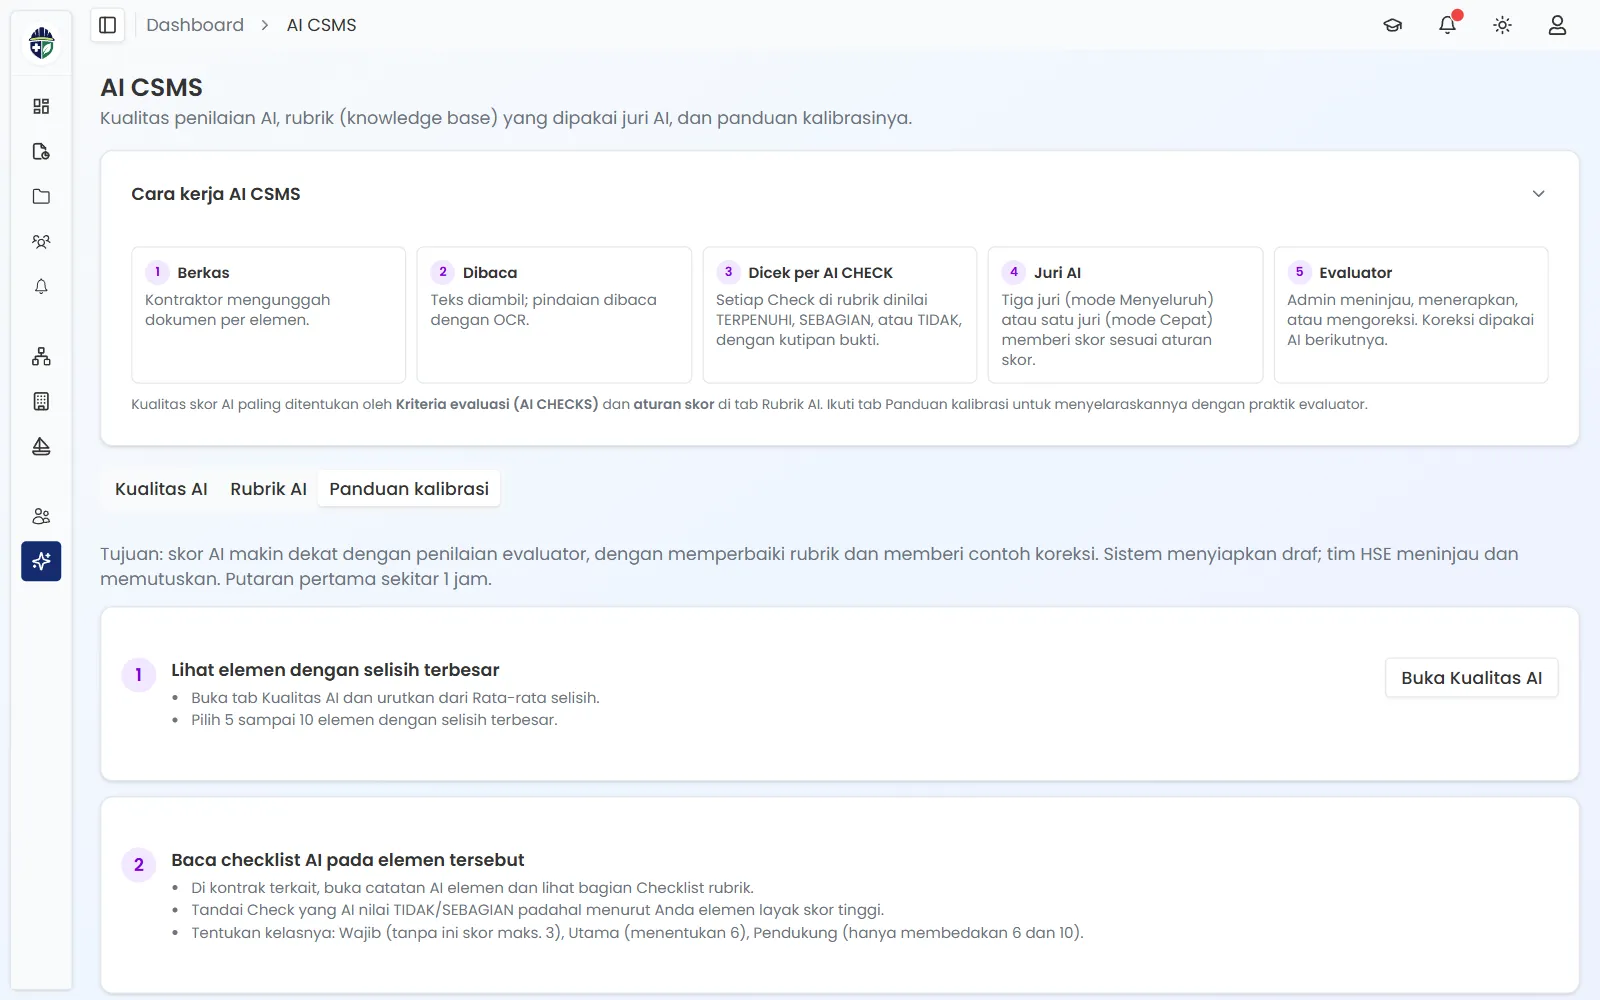 Dashboard > AI CSMS
AI CSMS
Kualitas penilaian AI, rubrik (knowledge base) yang dipakai juri AI, dan panduan kalibrasinya.
Cara kerja AI CSMS
1 Berkas
Kontraktor mengunggah
dokumen per elemen.
2 Dibaca
Teks diambil; pindaian dibaca
dengan OCR.
3 Dicek per AI CHECK
Setiap Check di rubrik dinilai
TERPENUHI, SEBAGIAN, atau TIDAK,
dengan kutipan bukti.
4 Juri AI
Tiga juri (mode Menyeluruh)
atau satu juri (mode Cepat)
memberi skor sesuai aturan
skor.
5 Evaluator
Admin meninjau, menerapkan,
atau mengoreksi. Koreksi dipakai
AI berikutnya.
Kualitas skor AI paling ditentukan oleh Kriteria evaluasi (AI CHECKS) dan aturan skor di tab Rubrik AI. Ikuti tab Panduan kalibrasi untuk menyelaraskannya dengan praktik evaluator.
Kualitas AI Rubrik AI Panduan kalibrasi
Tujuan: skor AI makin dekat dengan penilaian evaluator, dengan memperbaiki rubrik dan memberi contoh koreksi. Sistem menyiapkan draf; tim HSE meninjau dan
memutuskan. Putaran pertama sekitar 1 jam.
1 Lihat elemen dengan selisih terbesar
• Buka tab Kualitas AI dan urutkan dari Rata-rata selisih.
• Pilih 5 sampai 10 elemen dengan selisih terbesar.
Buka Kualitas AI
2 Baca checklist AI pada elemen tersebut
• Di kontrak terkait, buka catatan AI elemen dan lihat bagian Checklist rubrik.
• Tandai Check yang AI nilai TIDAK/SEBAGIAN padahal menurut Anda elemen layak skor tinggi.
• Tentukan kelasnya: Wajib (tanpa ini skor maks. 3), Utama (menentukan 6), Pendukung (hanya membedakan 6 dan 10).